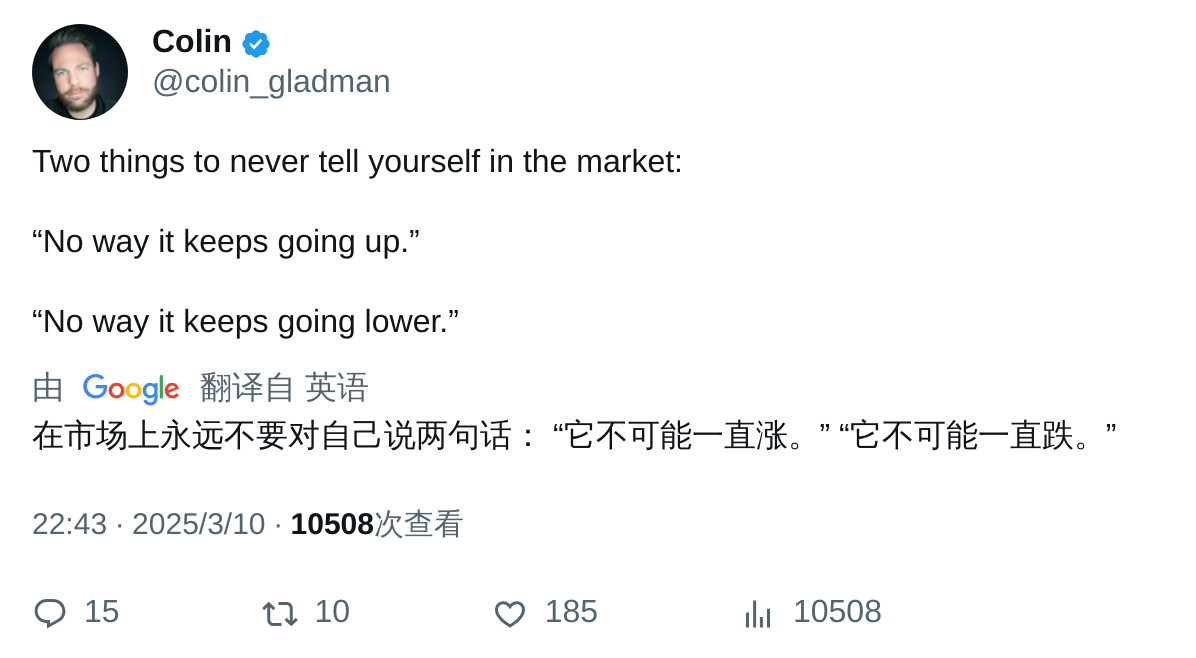 Colin
@colin_gladman
Two things to never tell yourself in the market:
“No way it keeps going up.”
“No way it keeps going lower.”
由 Google 翻译自 英语
在市场上永远不要对自己说两句话： “它不可能一直涨。” “它不可能一直跌。”
22:43 · 2025/3/10 · 10508次查看
15 10 185 10508